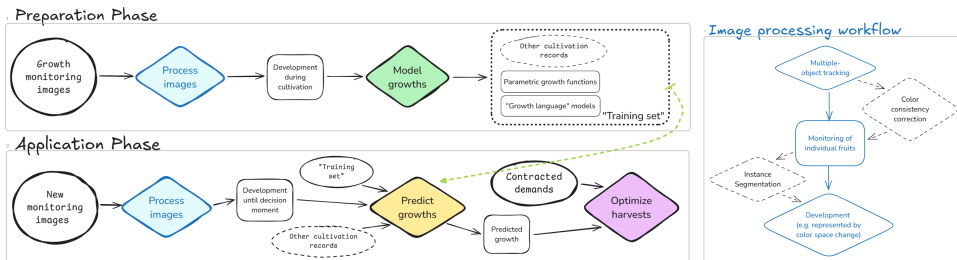 1 Preparation Phase
Growth
monitoring
images
Process
images
Development
during
cultivation
Model
growths
Other cultivation
records
Parametric growth functions
"Growth language" models
"Training set"
2 Application Phase
New
monitoring
images
Process
images
Development
until decision
moment
"Training
set"
Other cultivation
records
Predict
growths
Contracted
demands
Predicted
growth
Optimize
harvests
Image processing workflow
Multiple-
object tracking
Color
consistency
correction
Monitoring of
individual fruits
Instance
Segmentation
Development
(e.g. represented by
color space change)